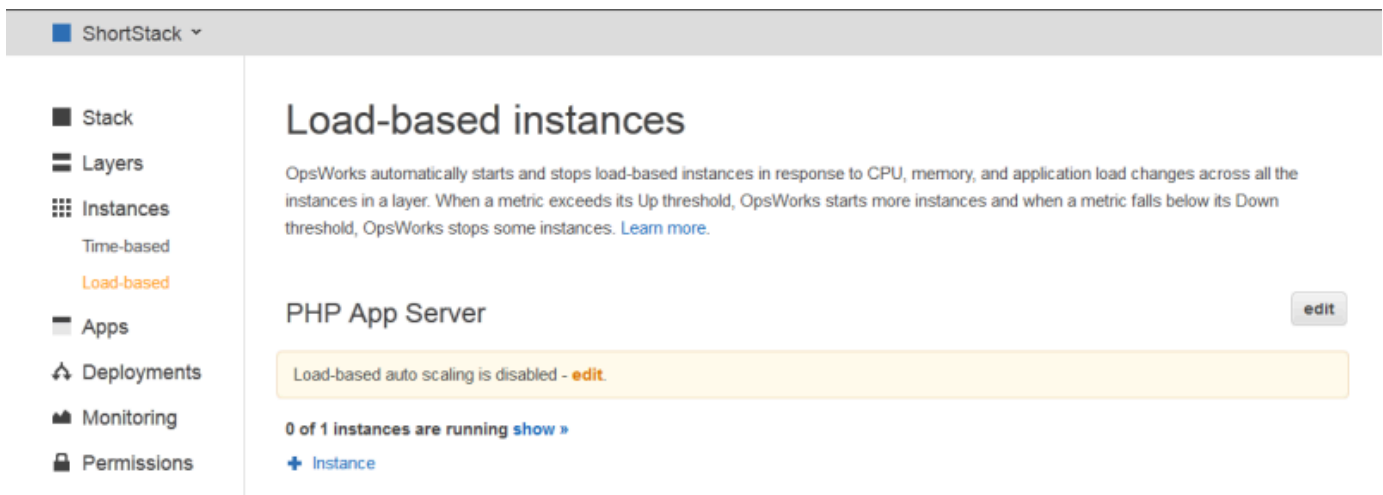 ShortStack
Stack
Layers
Instances
Time-based
Load-based
Apps
Deployments
Monitoring
Permissions
Load-based instances
OpsWorks automatically starts and stops load-based instances in response to CPU, memory, and application load changes across all the
instances in a layer. When a metric exceeds its Up threshold, OpsWorks starts more instances and when a metric falls below its Down
threshold, OpsWorks stops some instances. Learn more.
PHP App Server
edit
Load-based auto scaling is disabled - edit.
0 of 1 instances are running show »
+ Instance